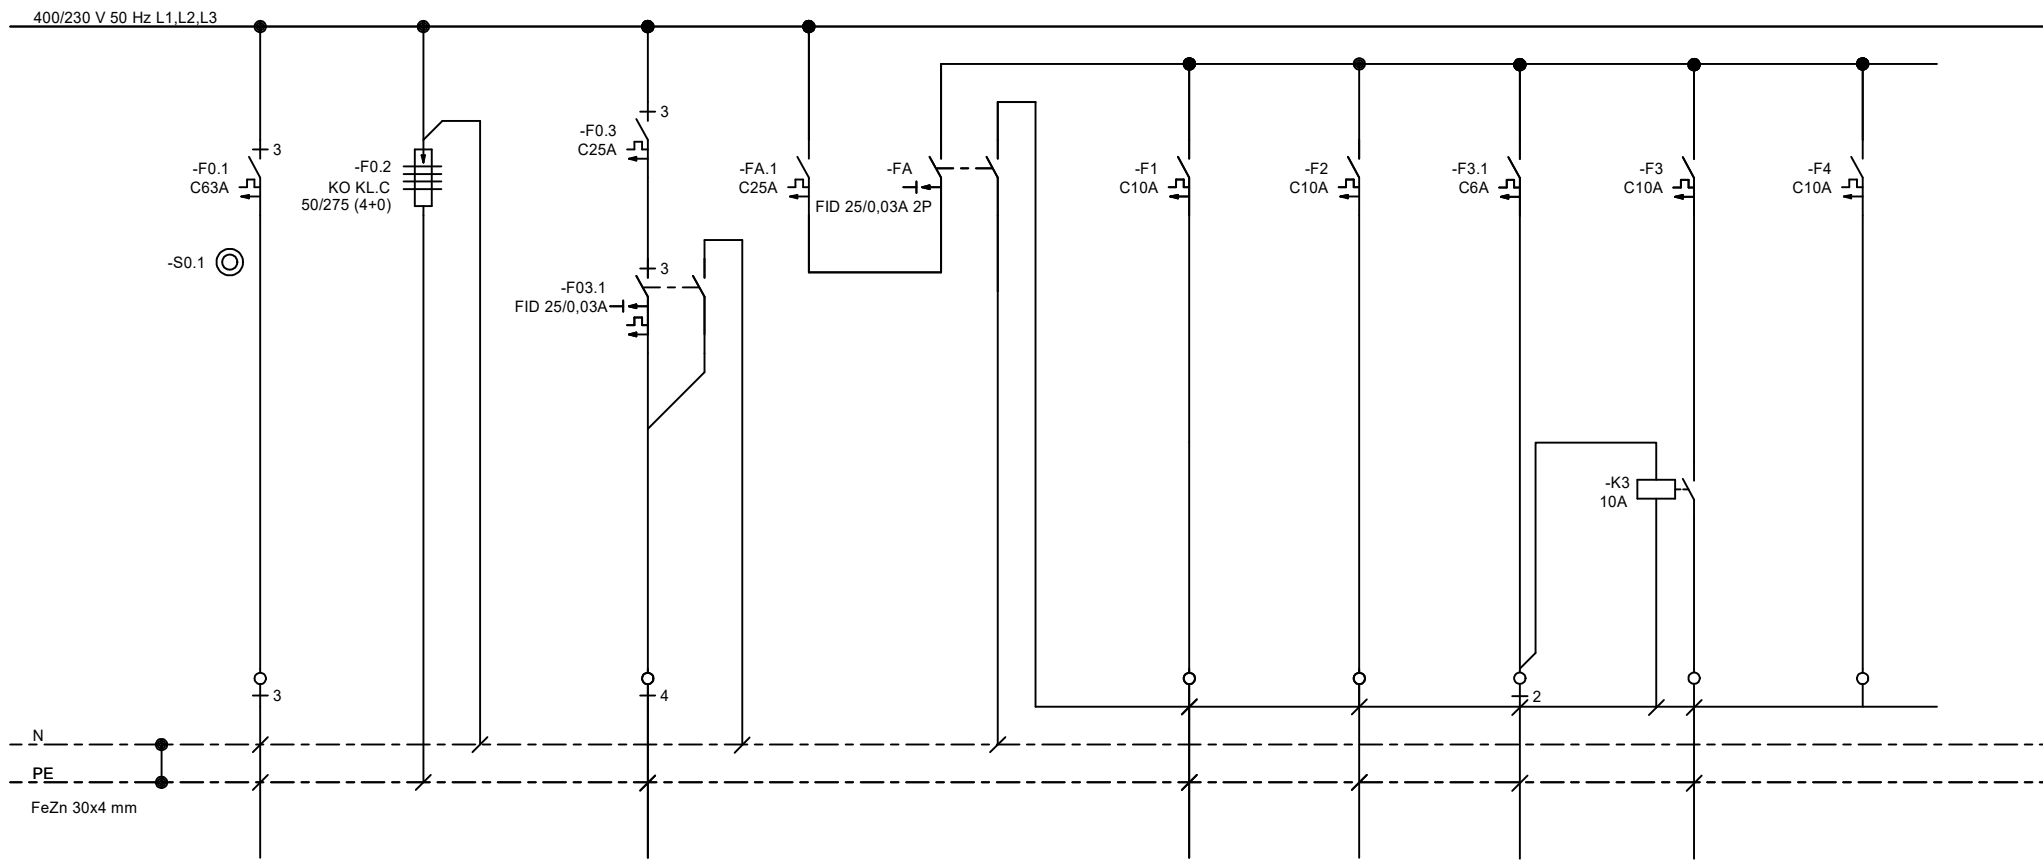 400/230 V 50 Hz L1,L2,L3
3
-F0.1
C63A
-S0.1
3
-F0.2
KO KL.C
50/275 (4+0)
3
-F0.3
C25A
3
-F03.1
FID 25/0,03A
4
-FA.1
C25A
-FA
FID 25/0,03A 2P
-F1
C10A
-F2
C10A
-F3.1
C6A
2
-F3
C10A
-K3
10A
-F4
C10A
N
PE
FeZn 30x4 mm